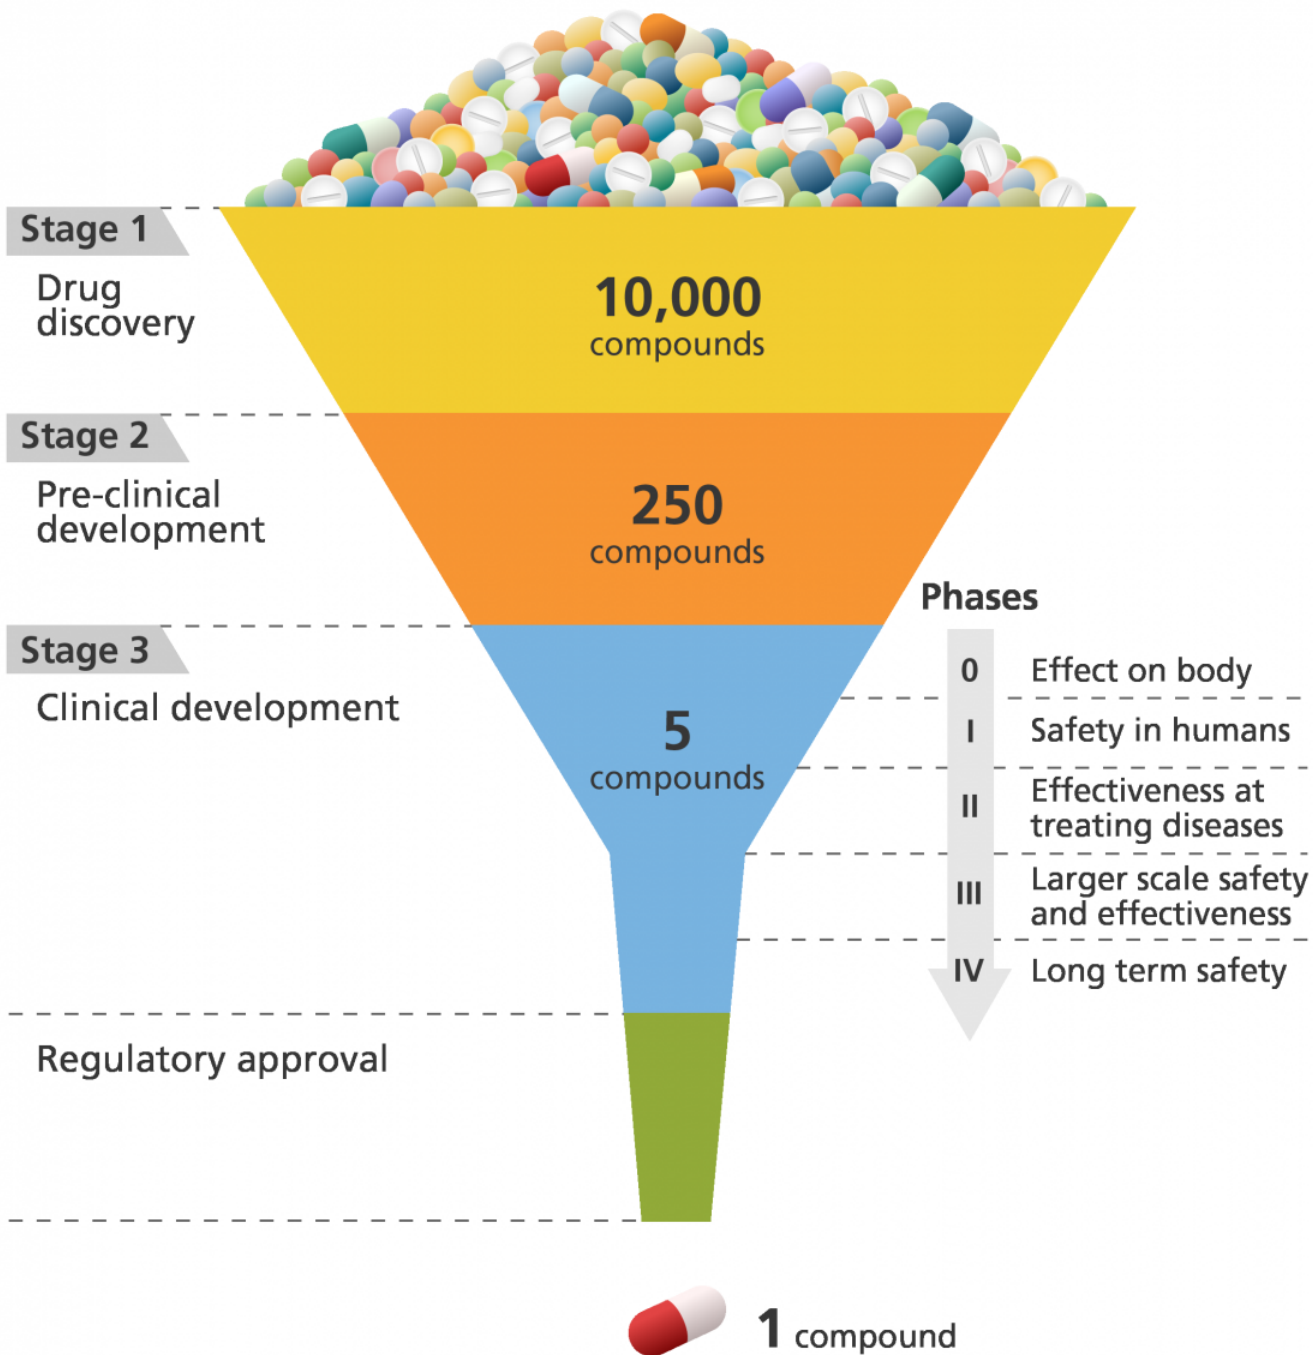 Stage 1
Drug
discovery
10,000
compounds
Stage 2
Pre-clinical
development
250
compounds
Stage 3
Clinical development
5
compounds
Phases
0 Effect on body
I Safety in humans
II Effectiveness at
treating diseases
III Larger scale safety
and effectiveness
IV Long term safety
Regulatory approval
1 compound